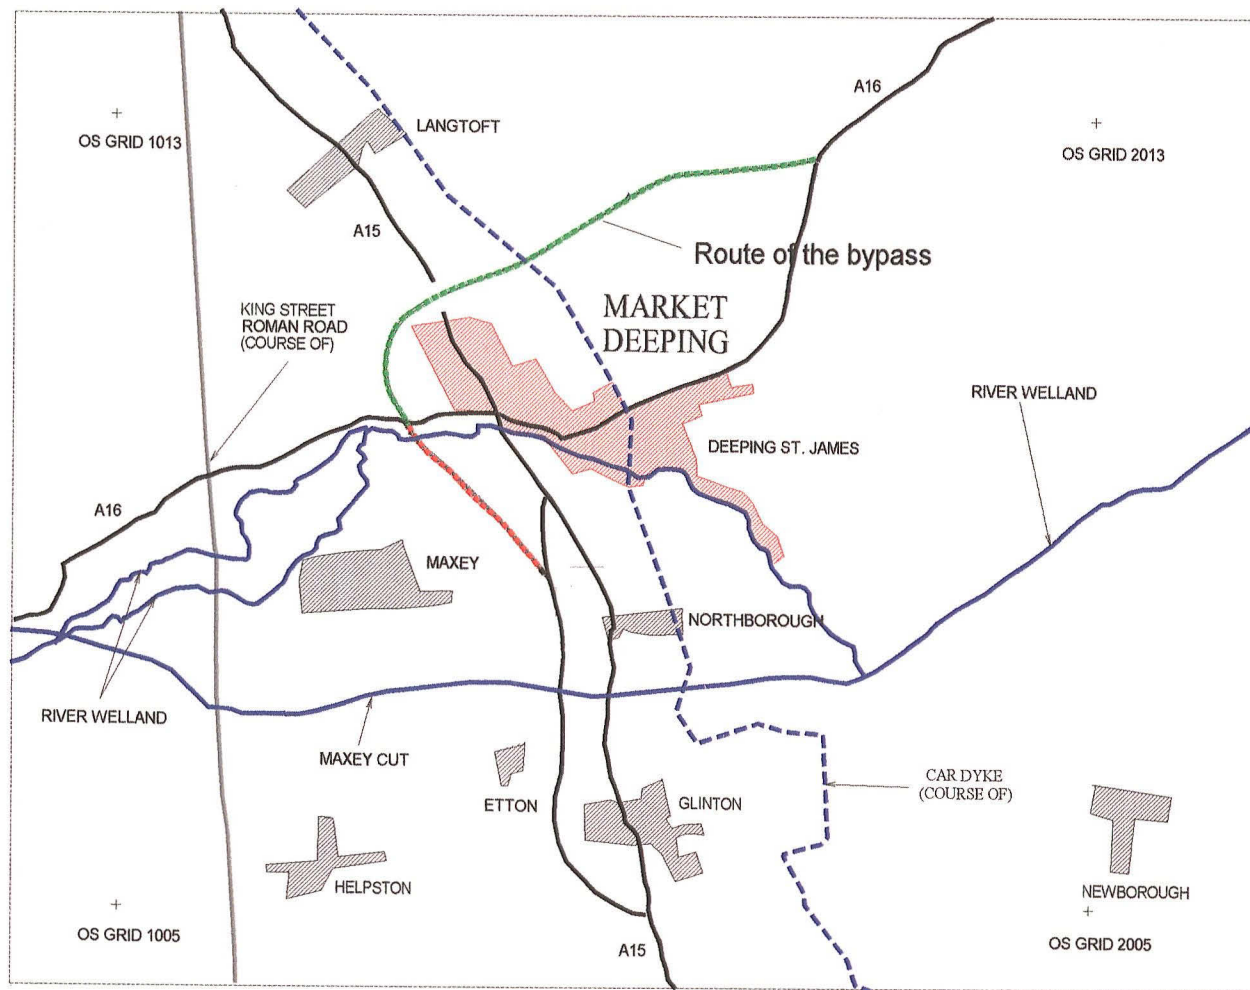 A16
LANGTOFT
OS GRID 1013
OS GRID 2013
A15
Route of the bypass
KING STREET
ROMAN ROAD
(COURSE OF)
MARKET
DEEPING
RIVER WELLAND
DEEPING ST. JAMES
A16
MAXEY
NORTHBOROUGH
RIVER WELLAND
MAXEY CUT
CAR DYKE
(COURSE OF)
ETTON
GLINTON
HELPSTON
NEWBOROUGH
OS GRID 1005
A15
OS GRID 2005